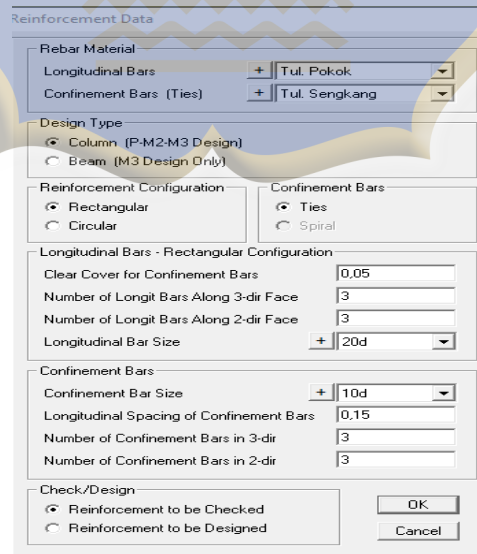 Reinforcement Data
Rebar Material
Longitudinal Bars + Tul. Pokok
Confinement Bars (Ties) + Tul. Sengkang
Design Type
Column (P-M2-M3 Design)
Beam (M3 Design Only)
Reinforcement Configuration
Rectangular
Circular
Confinement Bars
Ties
Spiral
Longitudinal Bars - Rectangular Configuration
Clear Cover for Confinement Bars 0,05
Number of Longit Bars Along 3-dir Face 3
Number of Longit Bars Along 2-dir Face 3
Longitudinal Bar Size + 20d
Confinement Bars
Confinement Bar Size + 10d
Longitudinal Spacing of Confinement Bars 0,15
Number of Confinement Bars in 3-dir 3
Number of Confinement Bars in 2-dir 3
Check/Design
Reinforcement to be Checked
Reinforcement to be Designed
OK
Cancel